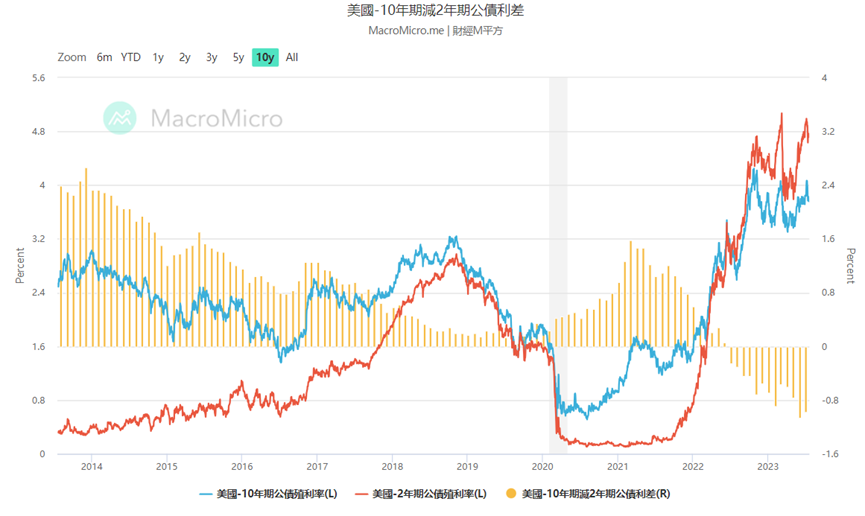 美國-10年期減2年期公債利差
MacroMicro.me | 財經M平方
Zoom 6m YTD 1y 2y 3y 5y 10y All
5.6 4
MacroMicro
4.8 3.2
4 2.4
3.2 1.6
Percent Percent
2.4 0.8
1.6 0
0.8 -0.8
0 -1.6
2014 2015 2016 2017 2018 2019 2020 2021 2022 2023
美國-10年期公債殖利率(L) 美國-2年期公債殖利率(L) 美國-10年期減2年期公債利差(R)